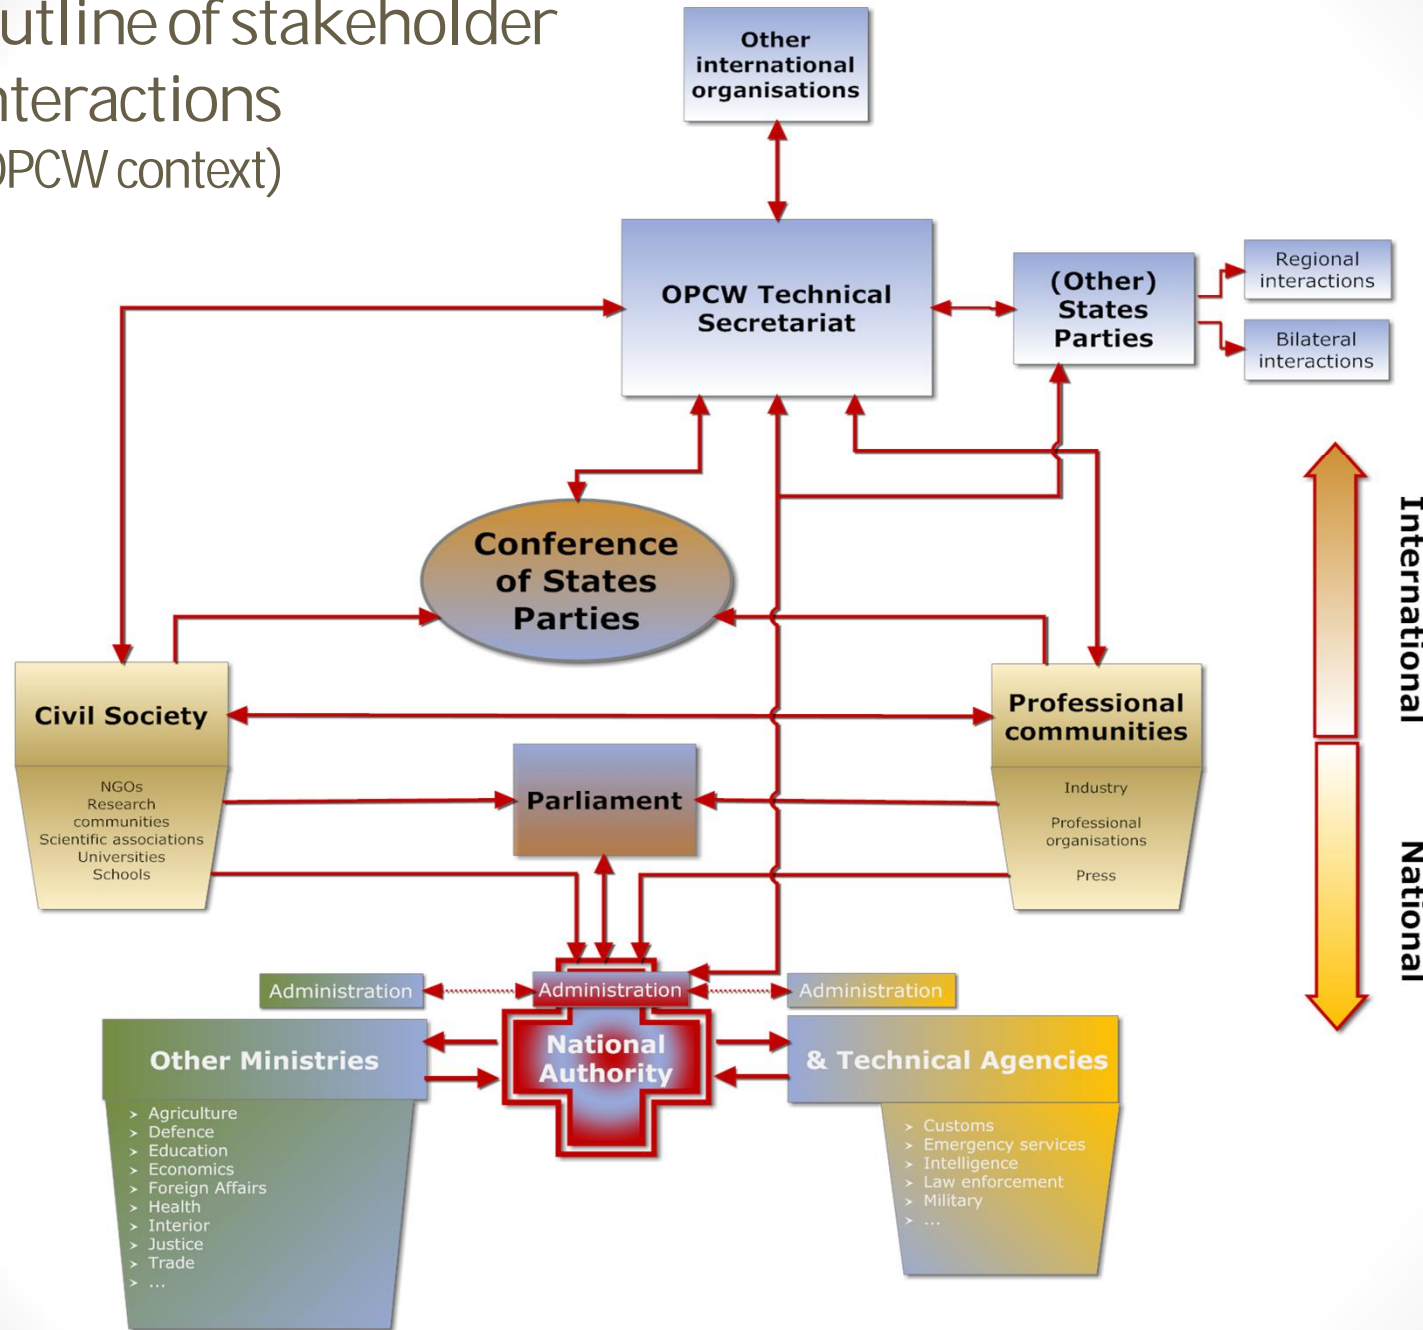 utline of stakeholder
nteractions
OPCW context)
Other
international
organisations
OPCW Technical
Secretariat
(Other)
States
Parties
Regional
interactions
Bilateral
interactions
International
Conference
of States
Parties
Civil Society
NGOs
Research
communities
Scientific associations
Universities
Schools
Parliament
Professional
communities
Industry
Professional
organisations
Press
National
Administration
Administration
Administration
Other Ministries
National
Authority
& Technical Agencies
➢ Agriculture
➢ Defence
➢ Education
➢ Economics
➢ Foreign Affairs
➢ Health
➢ Interior
➢ Justice
➢ Trade
➢ ...
➢ Customs
➢ Emergency services
➢ Intelligence
➢ Law enforcement
➢ Military
➢ ...